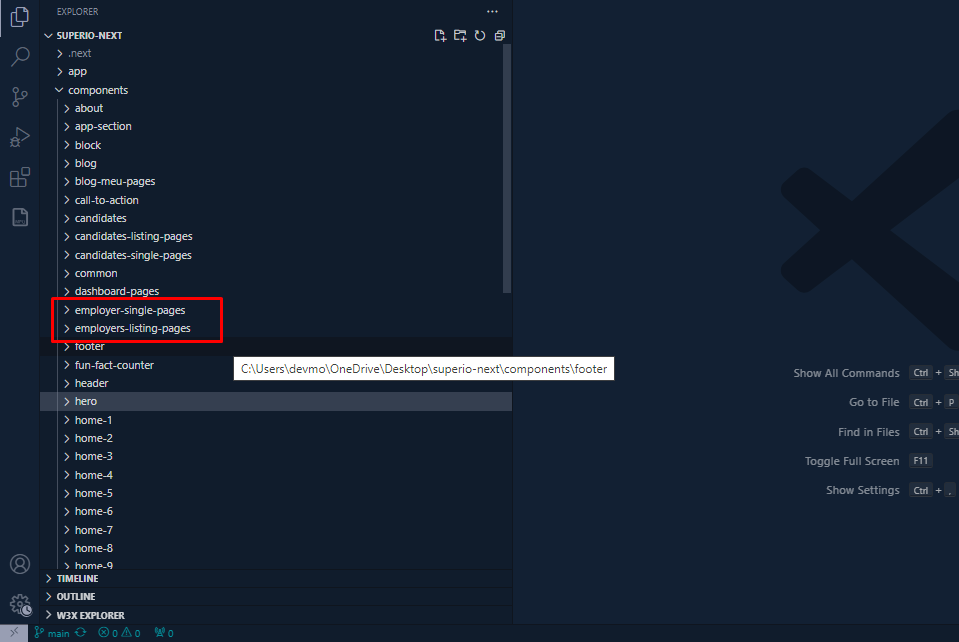 EXPLORER
SUPERIO-NEXT
.next
app
components
about
app-section
block
blog
blog-meu-pages
call-to-action
candidates
candidates-listing-pages
candidates-single-pages
common
dashboard-pages
employer-single-pages
employers-listing-pages
footer
fun-fact-counter
C:\Users\devmo\OneDrive\Desktop\superio-next\components\footer
header
hero
home-1
home-2
home-3
home-4
home-5
home-6
home-7
home-8
home-9
TIMELINE
OUTLINE
W3X EXPLORER
main 0 0 0
Show All Commands Ctrl + Sh
Go to File Ctrl + P
Find in Files Ctrl + Sh
Toggle Full Screen F11
Show Settings Ctrl + .